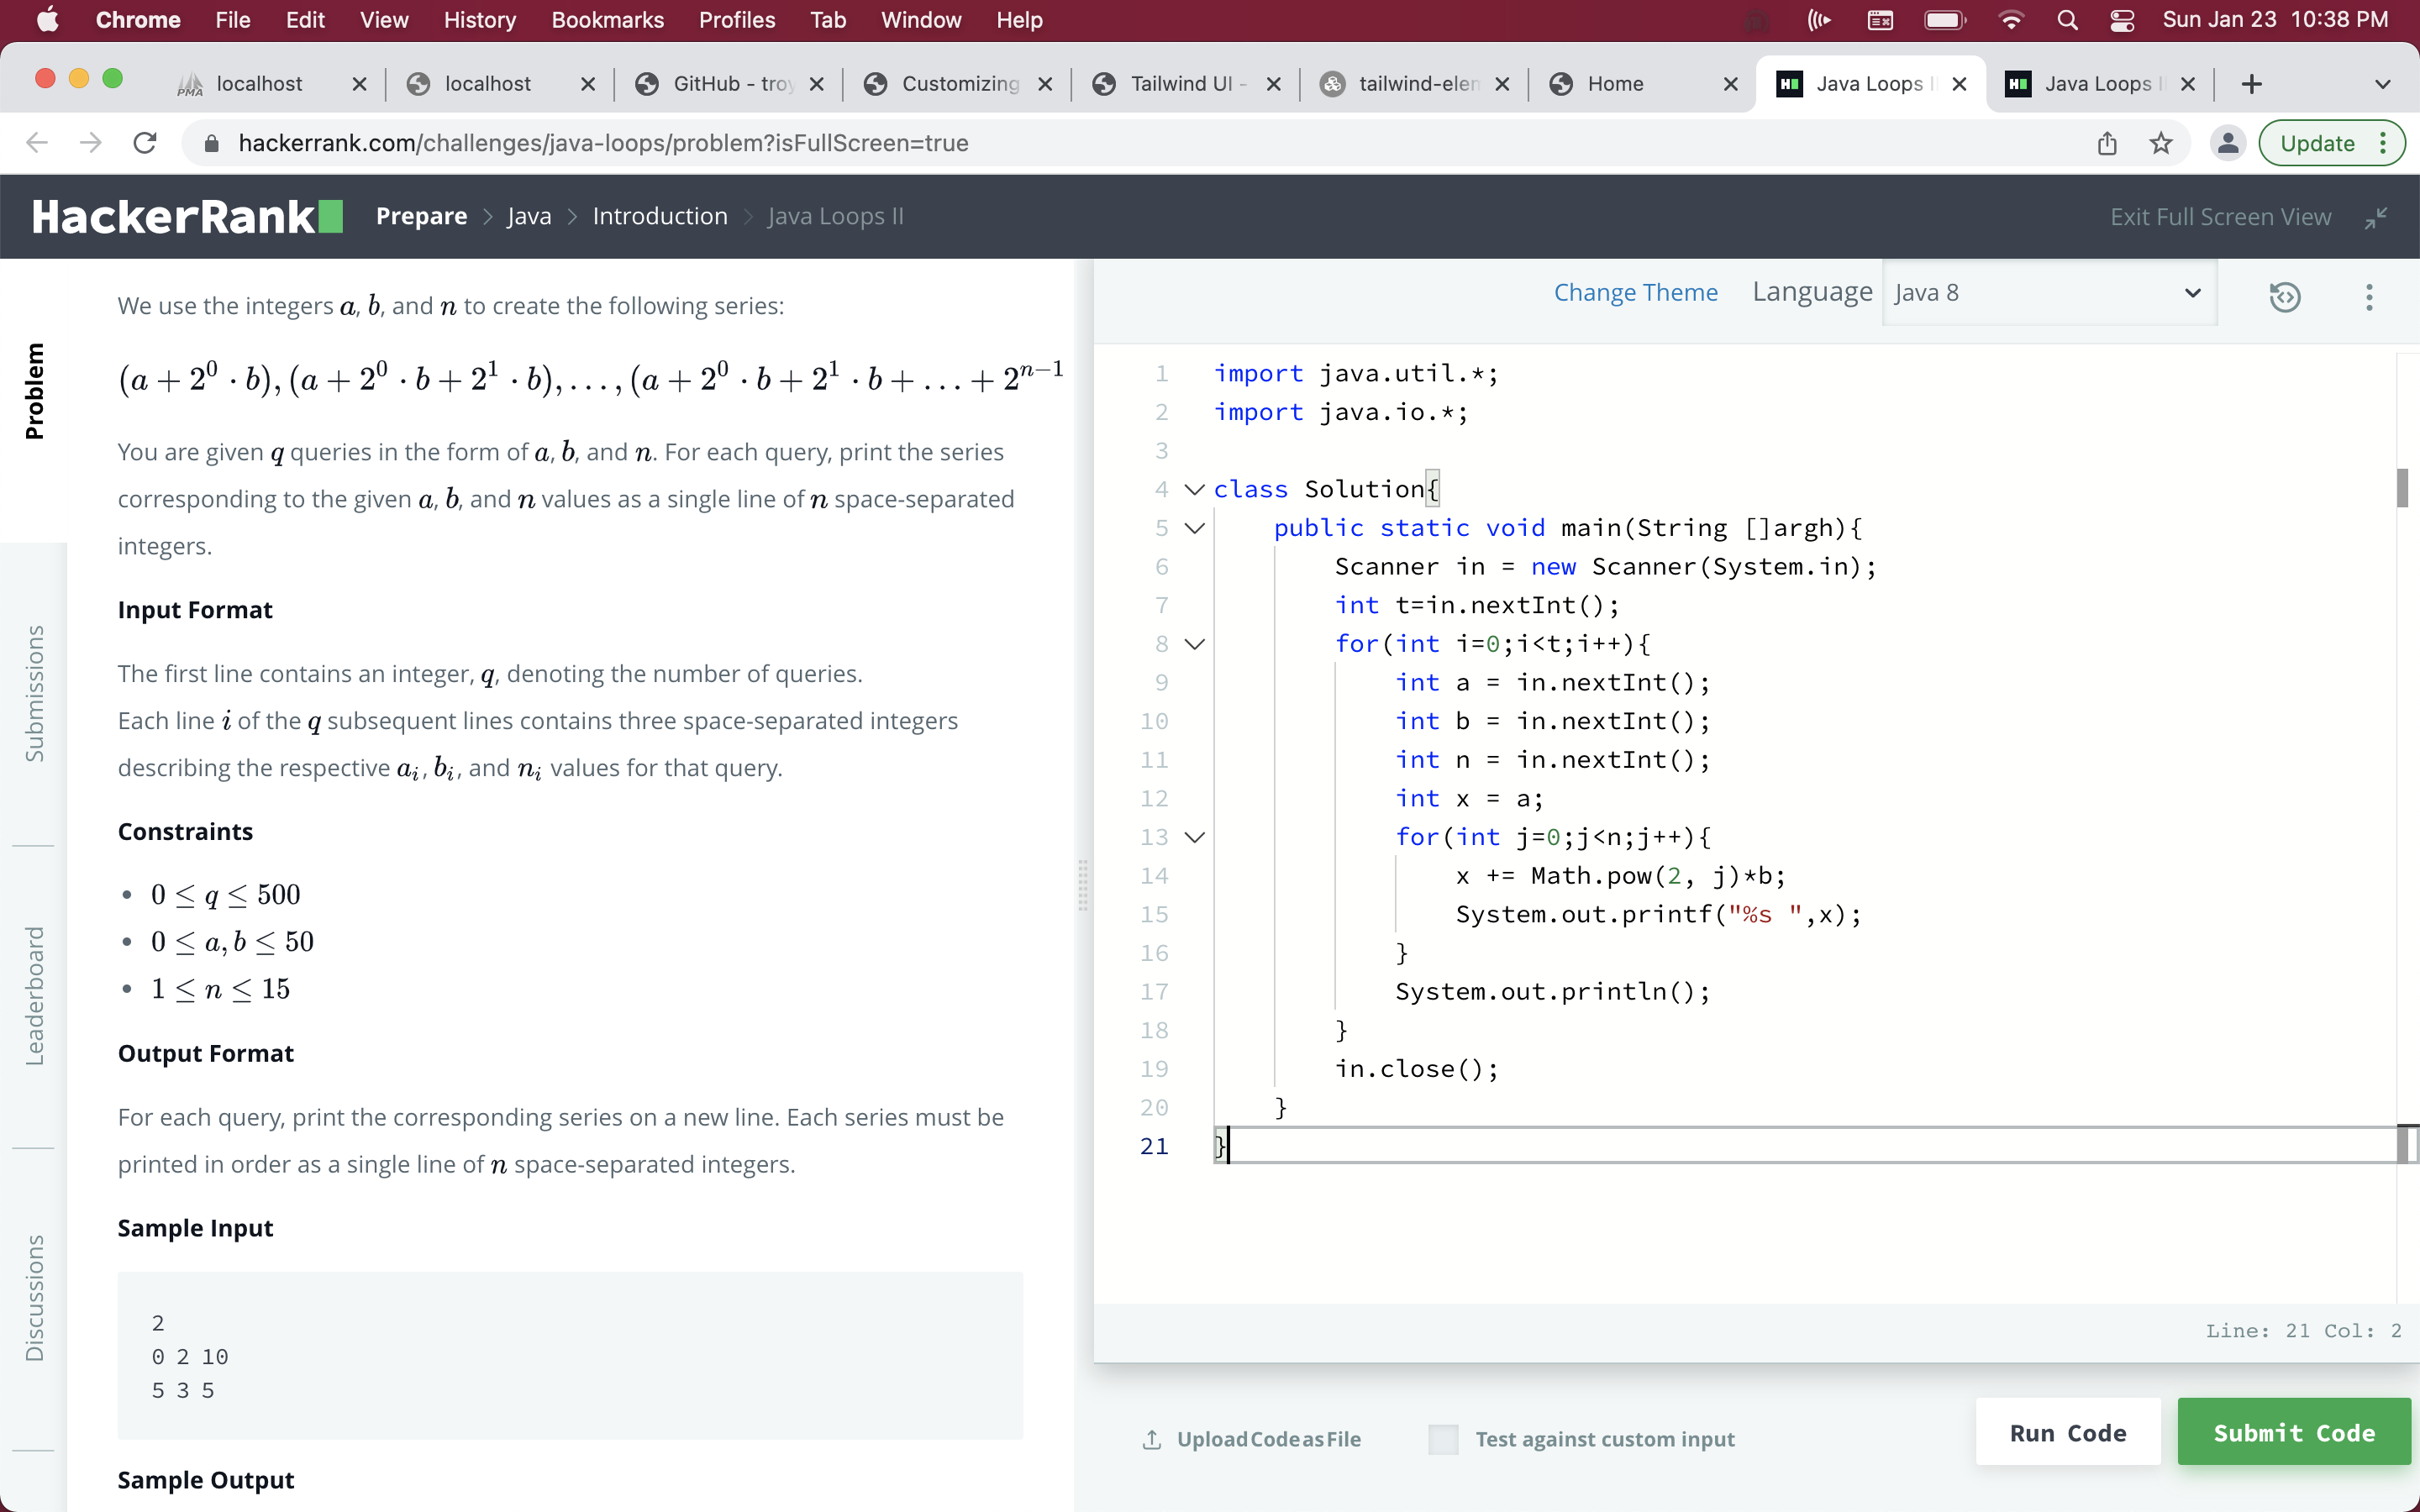 Chrome File Edit View History Bookmarks Profiles Tab Window Help Sun Jan 23 10:38 PM
localhost localhost GitHub - troy Customizing Tailwind UI - tailwind-elem Home Java Loops II Java Loops II
hackerrank.com/challenges/java-loops/problem?isFullScreen=true Update
HackerRank Prepare > Java > Introduction > Java Loops II Exit Full Screen View
Problem
Submissions
Leaderboard
Discussions
We use the integers a, b, and n to create the following series:
(a + 2^0 · b), (a + 2^0 · b + 2^1 · b), . . . , (a + 2^0 · b + 2^1 · b + . . . + 2^{n−1}
You are given q queries in the form of a, b, and n. For each query, print the series
corresponding to the given a, b, and n values as a single line of n space-separated
integers.
Input Format
The first line contains an integer, q, denoting the number of queries.
Each line i of the q subsequent lines contains three space-separated integers
describing the respective a_i, b_i, and n_i values for that query.
Constraints
• 0 ≤ q ≤ 500
• 0 ≤ a, b ≤ 50
• 1 ≤ n ≤ 15
Output Format
For each query, print the corresponding series on a new line. Each series must be
printed in order as a single line of n space-separated integers.
Sample Input
2
0 2 10
5 3 5
Sample Output
Change Theme Language Java 8
1 import java.util.*;
2 import java.io.*;
3
4 class Solution{
5 public static void main(String []argh){
6 Scanner in = new Scanner(System.in);
7 int t=in.nextInt();
8 for(int i=0;i<t;i++){
9 int a = in.nextInt();
10 int b = in.nextInt();
11 int n = in.nextInt();
12 int x = a;
13 for(int j=0;j<n;j++){
14 x += Math.pow(2, j)*b;
15 System.out.printf("%s ",x);
16 }
17 System.out.println();
18 }
19 in.close();
20 }
21 }
Line: 21 Col: 2
Upload Code as File Test against custom input Run Code Submit Code